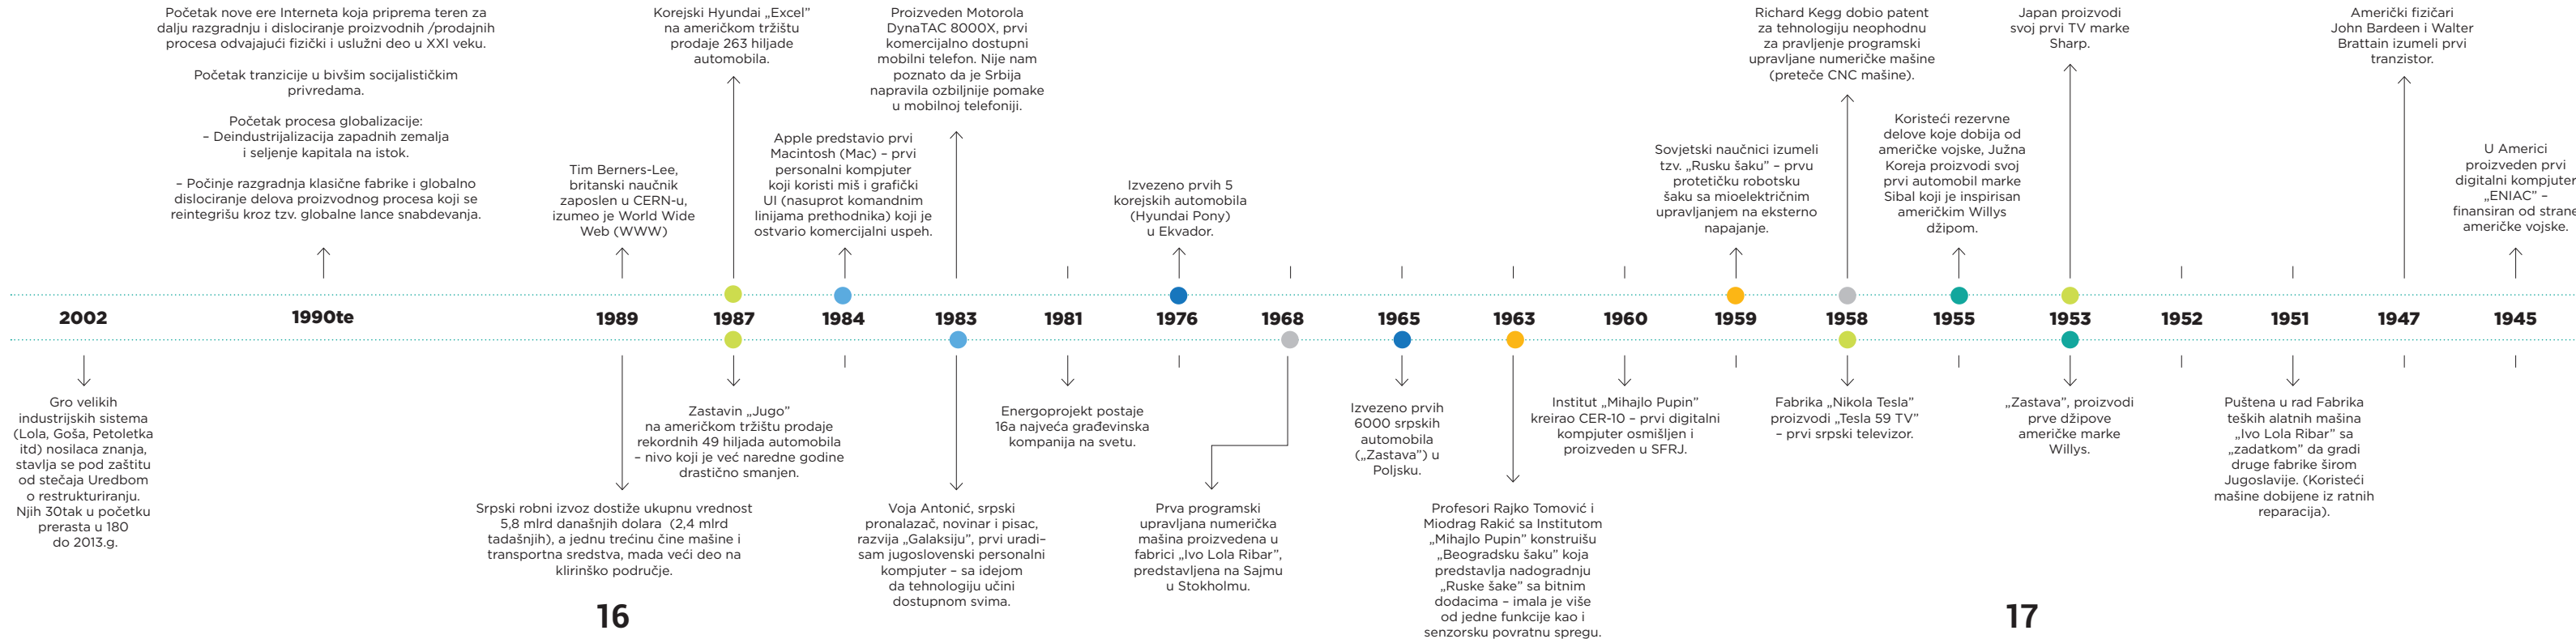 Početak nove ere Interneta koja priprema teren za
dalju razgradnju i dislociranje proizvodnih /prodajnih
procesa odvajajući fizički i uslužni deo u XXI veku.
Početak tranzicije u bivšim socijalističkim
privredama.
Početak procesa globalizacije:
– Deindustrijalizacija zapadnih zemalja
i seljenje kapitala na istok.
– Počinje razgradnja klasične fabrike i globalno
dislociranje delova proizvodnog procesa koji se
reintegrišu kroz tzv. globalne lance snabdevanja.
Tim Berners-Lee,
britanski naučnik
zaposlen u CERN-u,
izumeo je World Wide
Web (WWW)
Korejski Hyundai „Excel”
na američkom tržištu
prodaje 263 hiljade
automobila.
Apple predstavio prvi
Macintosh (Mac) – prvi
personalni kompjuter
koji koristi miš i grafički
UI (nasuprot komandnim
linijama prethodnika) koji je
ostvario komercijalni uspeh.
Proizveden Motorola
DynaTAC 8000X, prvi
komercijalno dostupni
mobilni telefon. Nije nam
poznato da je Srbija
napravila ozbiljnije pomake
u mobilnoj telefoniji.
Izvezeno prvih 5
korejskih automobila
(Hyundai Pony)
u Ekvador.
Sovjetski naučnici izumeli
tzv. „Rusku šaku” – prvu
protetičku robotsku
šaku sa mioelektričnim
upravljanjem na eksterno
napajanje.
Richard Kegg dobio patent
za tehnologiju neophodnu
za pravljenje programski
upravljane numeričke mašine
(preteče CNC mašine).
Koristeći rezervne
delove koje dobija od
američke vojske, Južna
Koreja proizvodi svoj
prvi automobil marke
Sibal koji je inspirisan
američkim Willys
džipom.
Japan proizvodi
svoj prvi TV marke
Sharp.
Američki fizičari
John Bardeen i Walter
Brattain izumeli prvi
tranzistor.
U Americi
proizveden prvi
digitalni kompjuter
„ENIAC” –
finansiran od strane
američke vojske.
2002 1990te 1989 1987 1984 1983 1981 1976 1968 1965 1963 1960 1959 1958 1955 1953 1952 1951 1947 1945
Gro velikih
industrijskih sistema
(Lola, Goša, Petoletka
itd) nosilaca znanja,
stavlja se pod zaštitu
od stečaja Uredbom
o restrukturiranju.
Njih 30tak u početku
prerasta u 180
do 2013.g.
Srpski robni izvoz dostiže ukupnu vrednost
5,8 mlrd današnjih dolara (2,4 mlrd
tadašnjih), a jednu trećinu čine mašine i
transportna sredstva, mada veći deo na
klirinško područje.
Zastavin „Jugo”
na američkom tržištu prodaje
rekordnih 49 hiljada automobila
– nivo koji je već naredne godine
drastično smanjen.
Voja Antonić, srpski
pronalazač, novinar i pisac,
razvija „Galaksiju”, prvi uradi–
sam jugoslovenski personalni
kompjuter – sa idejom
da tehnologiju učini
dostupnom svima.
Energoprojekt postaje
16a najveća građevinska
kompanija na svetu.
Prva programski
upravljana numerička
mašina proizvedena u
fabrici „Ivo Lola Ribar”,
predstavljena na Sajmu
u Stokholmu.
Izvezeno prvih
6000 srpskih
automobila
(„Zastava”) u
Poljsku.
Profesori Rajko Tomović i
Miodrag Rakić sa Institutom
„Mihajlo Pupin” konstruišu
„Beogradsku šaku” koja
predstavlja nadogradnju
„Ruske šake” sa bitnim
dodacima – imala je više
od jedne funkcije kao i
senzorsku povratnu spregu.
Institut „Mihajlo Pupin”
kreirao CER-10 – prvi digitalni
kompjuter osmišljen i
proizveden u SFRJ.
Fabrika „Nikola Tesla”
proizvodi „Tesla 59 TV”
– prvi srpski televizor.
„Zastava”, proizvodi
prve džipove
američke marke
Willys.
Puštena u rad Fabrika
teških alatnih mašina
„Ivo Lola Ribar” sa
„zadatkom” da gradi
druge fabrike širom
Jugoslavije. (Koristeći
mašine dobijene iz ratnih
reparacija).
16
17